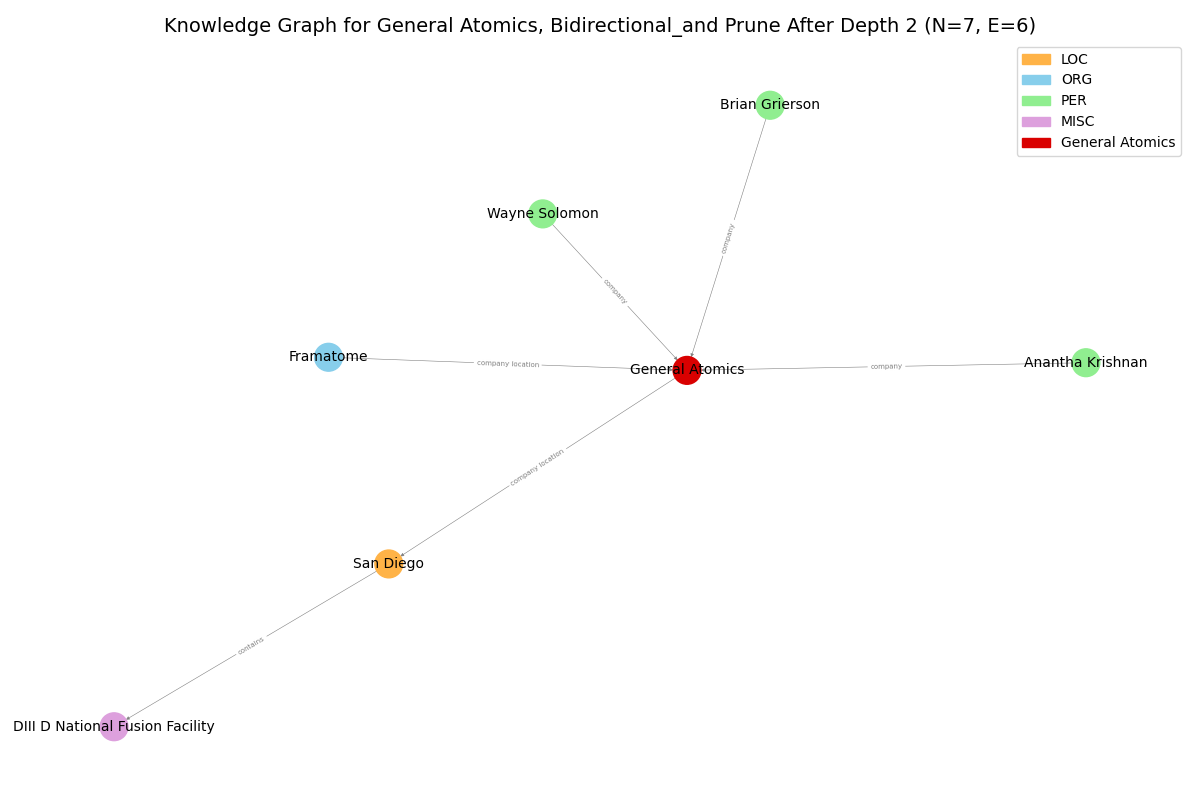 Knowledge Graph for General Atomics, Bidirectional_and Prune After Depth 2 (N=7, E=6)
LOC
ORG
PER
MISC
General Atomics
Brian Grierson
Wayne Solomon
company
company
Framatome
company location
General Atomics
company
Anantha Krishnan
company location
San Diego
contains
DIII D National Fusion Facility